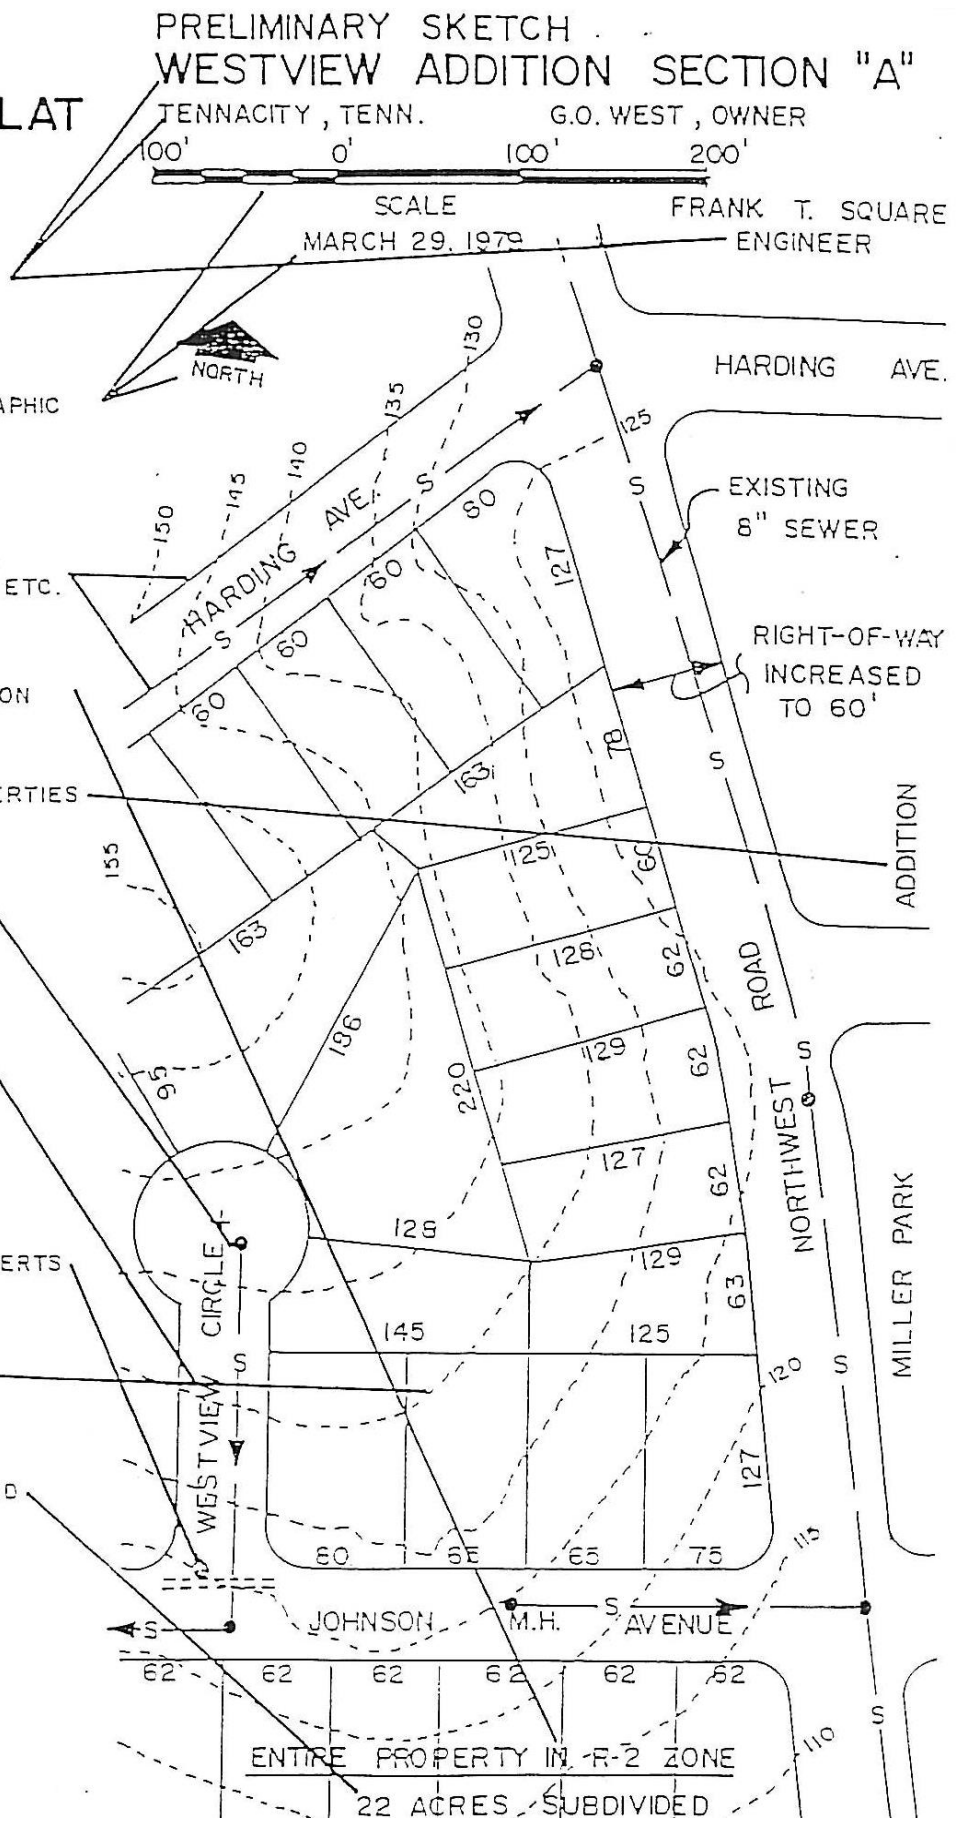 PRELIMINARY SKETCH
WESTVIEW ADDITION SECTION "A"
LAT
TENNACITY, TENN. G.O. WEST, OWNER
100' 0' 100' 200'
SCALE
FRANK T. SQUARE
MARCH 29, 1979
ENGINEER
NORTH
APHIC
HARDING AVE.
130
135
140
145
150
125
EXISTING
8" SEWER
HARDING AVE.
S
S
S
ETC.
80
60
60
60
127
RIGHT-OF-WAY
INCREASED
TO 60'
ON
78
S
163
ERTIES
ADDITION
155
125
60
163
128
62
ROAD
186
129
62
S
95
220
127
62
NORTHWEST
MILLER PARK
128
129
ERTS
WESTVIEW CIRCLE
63
145
125
S
S
120
127
D
80
65
75
115
JOHNSON M.H. S AVENUE
S
62 62 62 62 62 62
S
110
ENTIRE PROPERTY IN R-2 ZONE
22 ACRES SUBDIVIDED